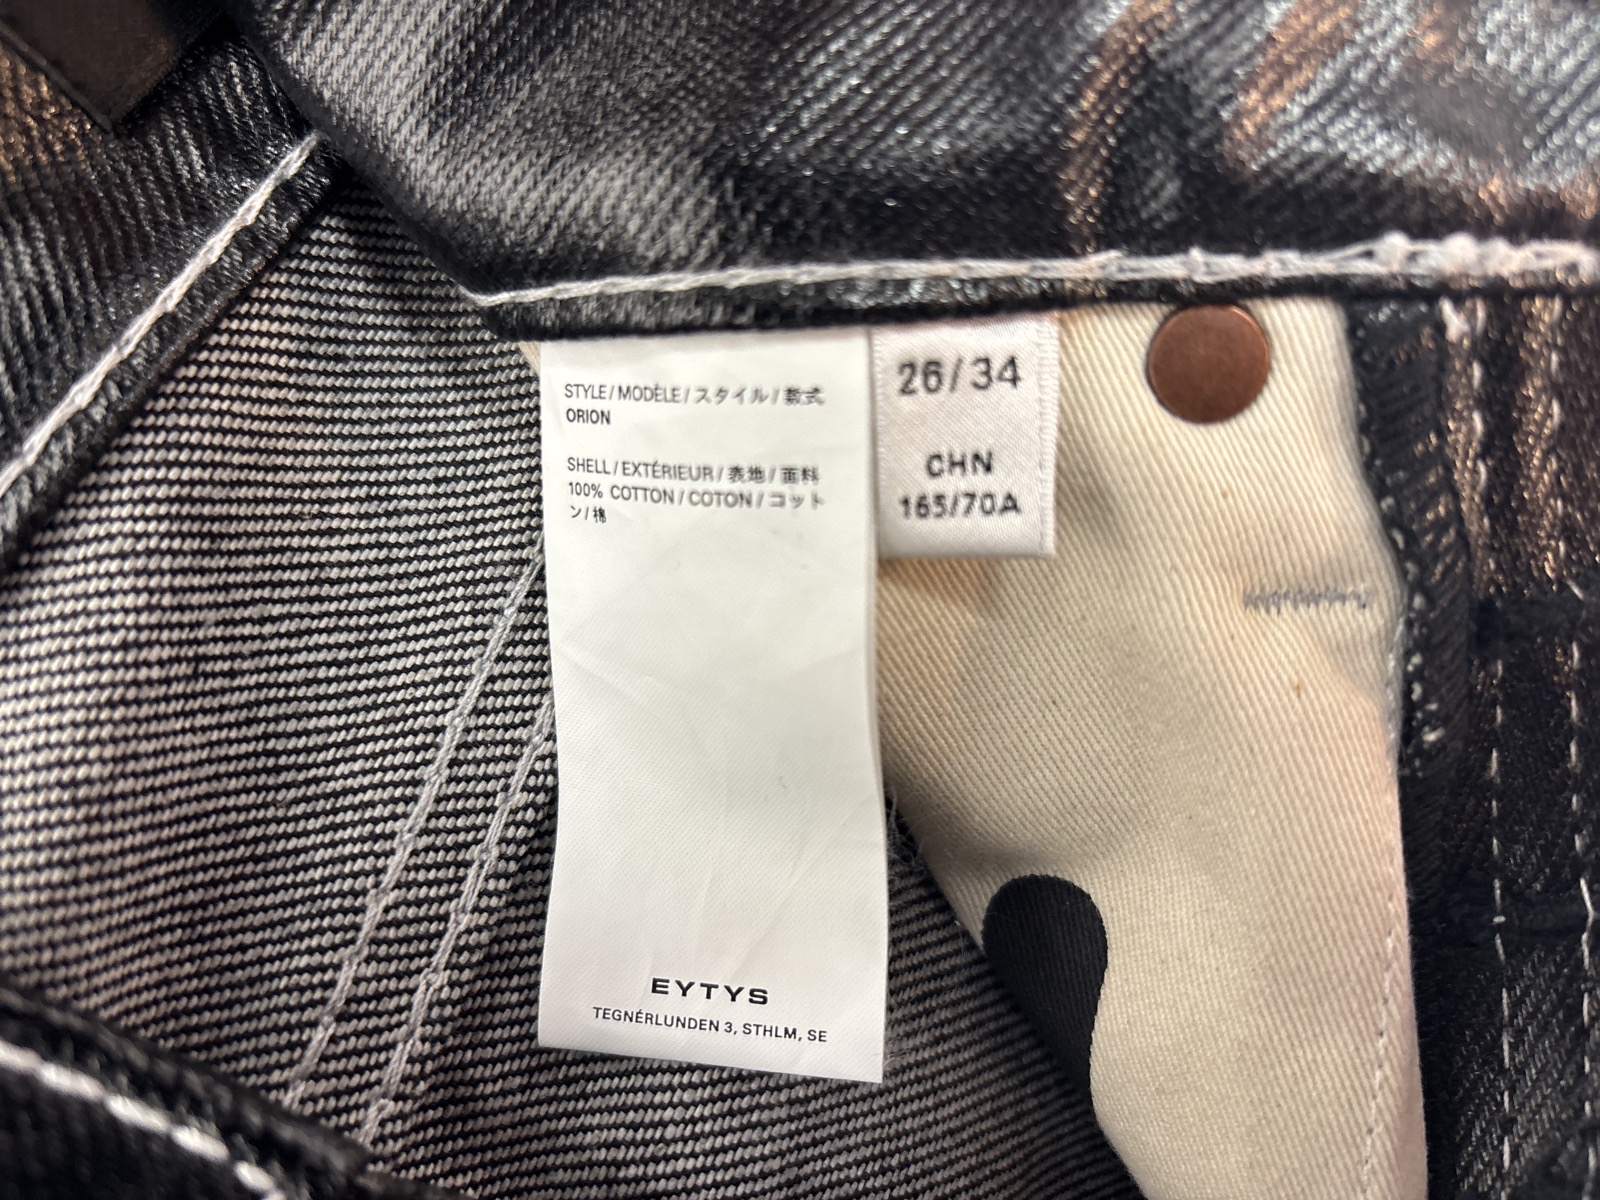 STYLE/MODÈLE/スタイル/款式
ORION
SHELL/EXTÉRIEUR/表地/面料
100% COTTON/COTON/コット
ン/棉
EYTYS
TEGNÉRLUNDEN 3, STHLM, SE
26/34
CHN
165/70A